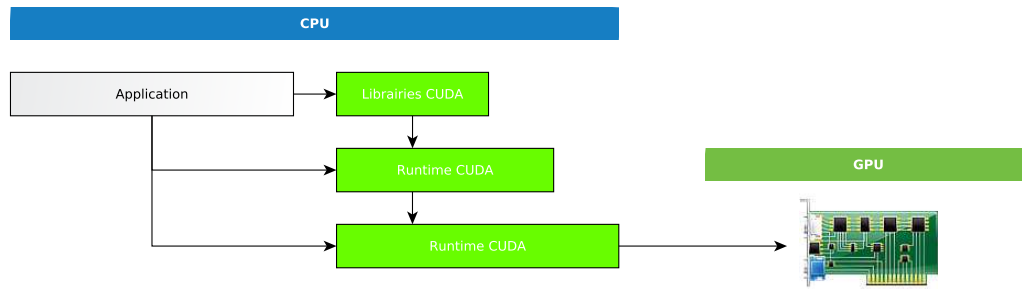 CPU
Application
Librairies CUDA
Runtime CUDA
GPU
Runtime CUDA